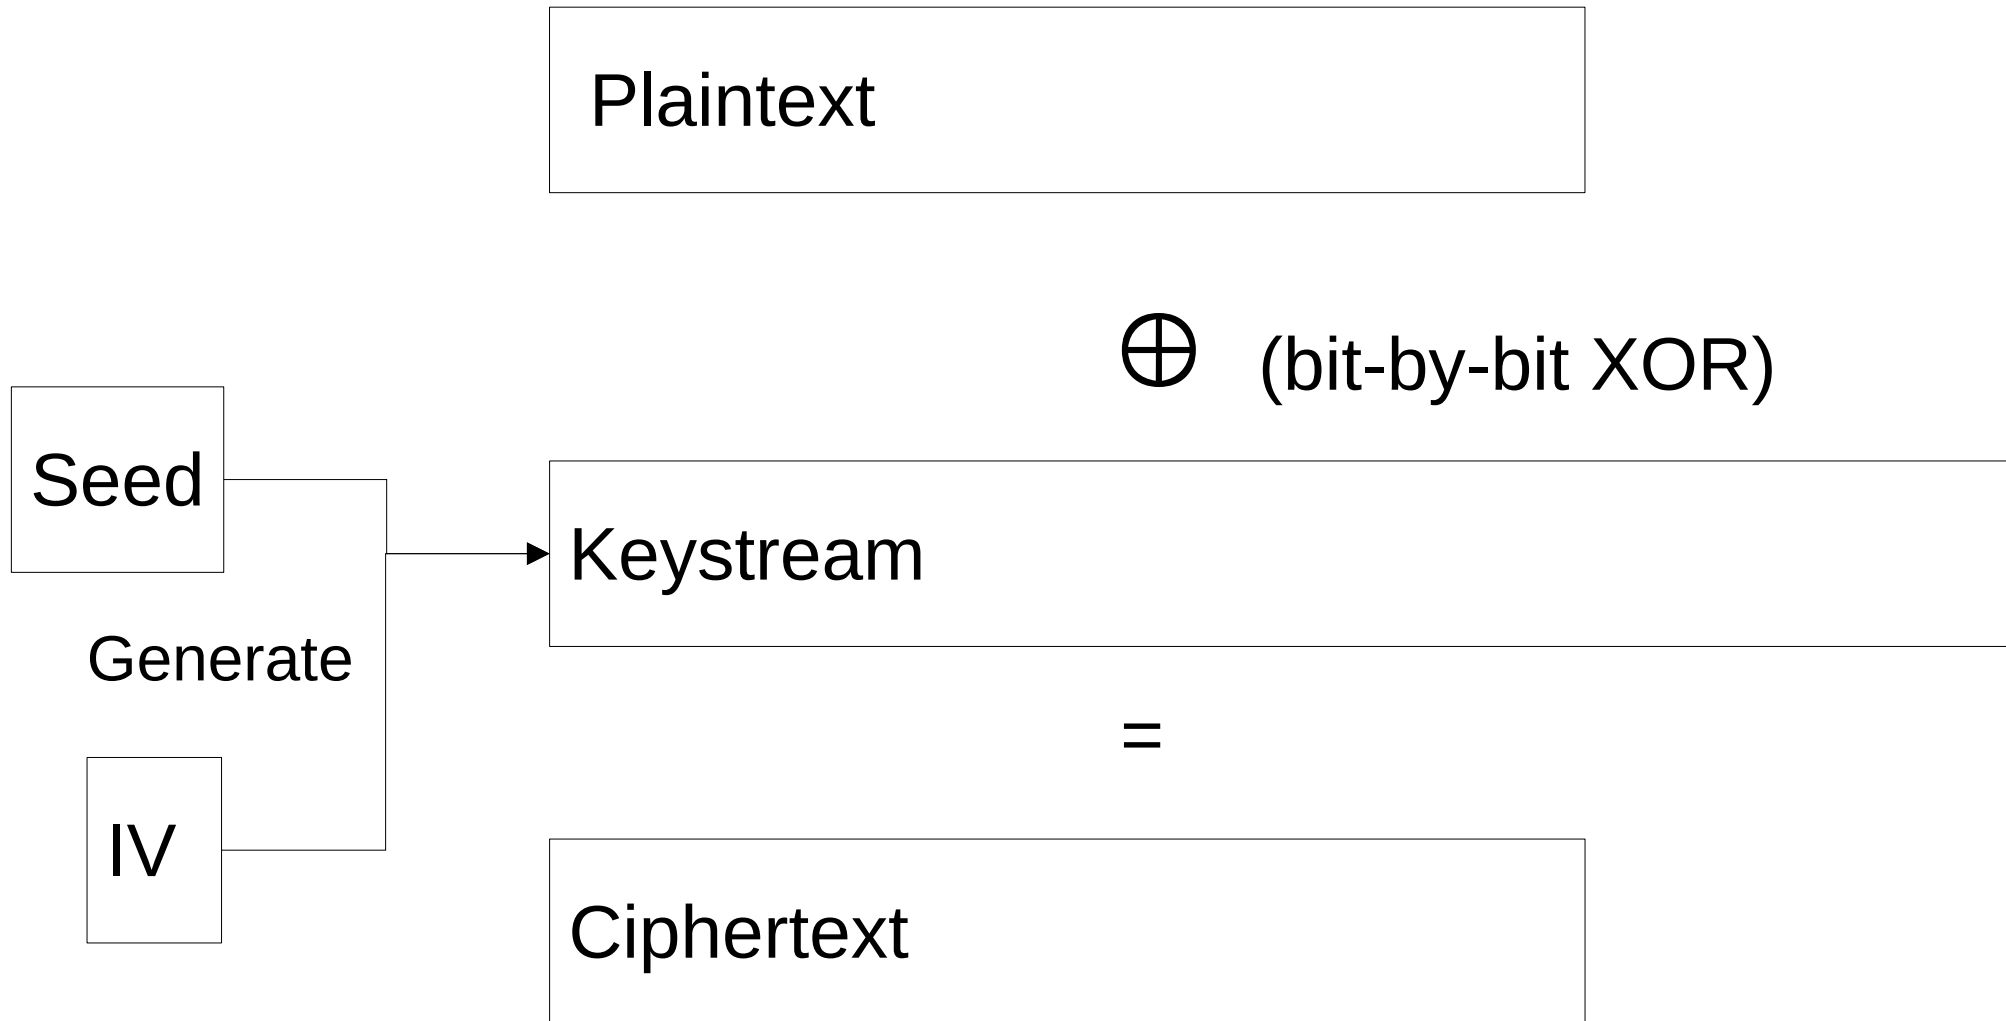 Plaintext
⊕ (bit-by-bit XOR)
Seed
Keystream
Generate
=
IV
Ciphertext